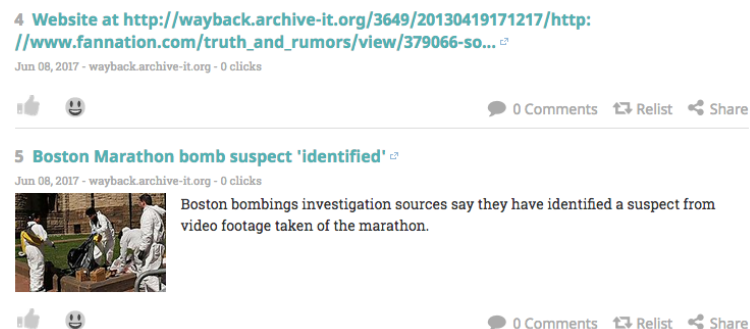 4 Website at http://wayback.archive-it.org/3649/20130419171217/http:
//www.fannation.com/truth_and_rumors/view/379066-so...
Jun 08, 2017 - wayback.archive-it.org - 0 clicks
0 Comments Relist Share
5 Boston Marathon bomb suspect 'identified'
Jun 08, 2017 - wayback.archive-it.org - 0 clicks
Boston bombings investigation sources say they have identified a suspect from
video footage taken of the marathon.
0 Comments Relist Share